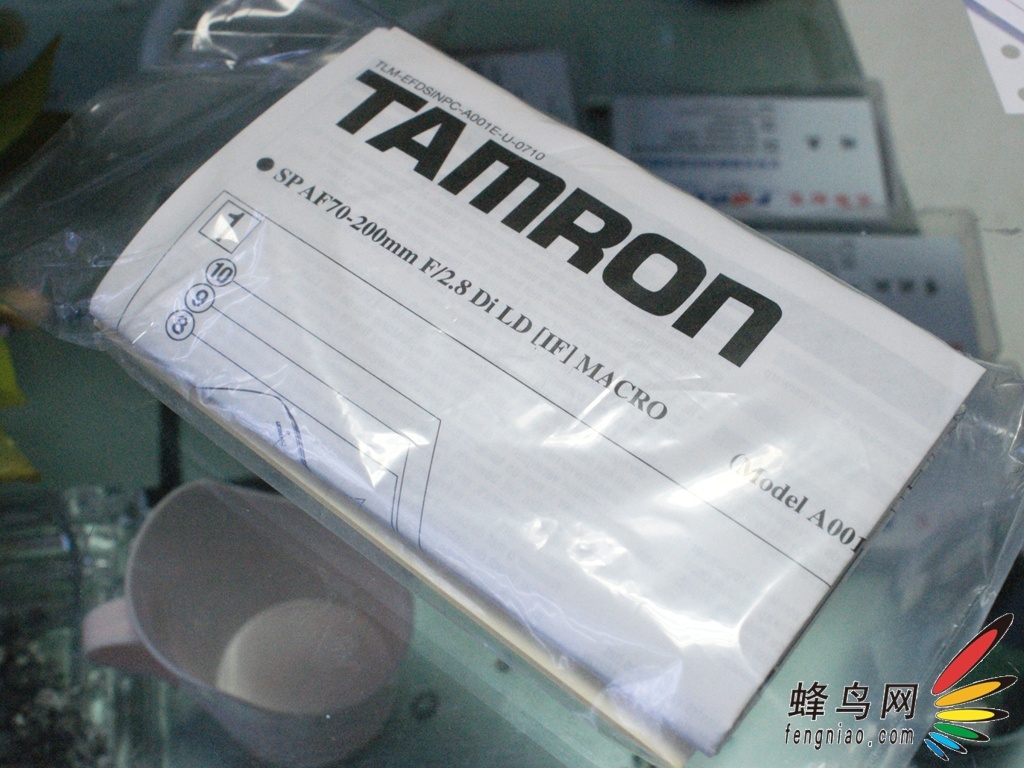 TLM-EFDSINPC-A001E-U-0710
TAMRON
● SP AF70-200mm F/2.8 Di LD [IF] MACRO
(Model A001
1
10
9
3
蜂鸟网
fengniao.com